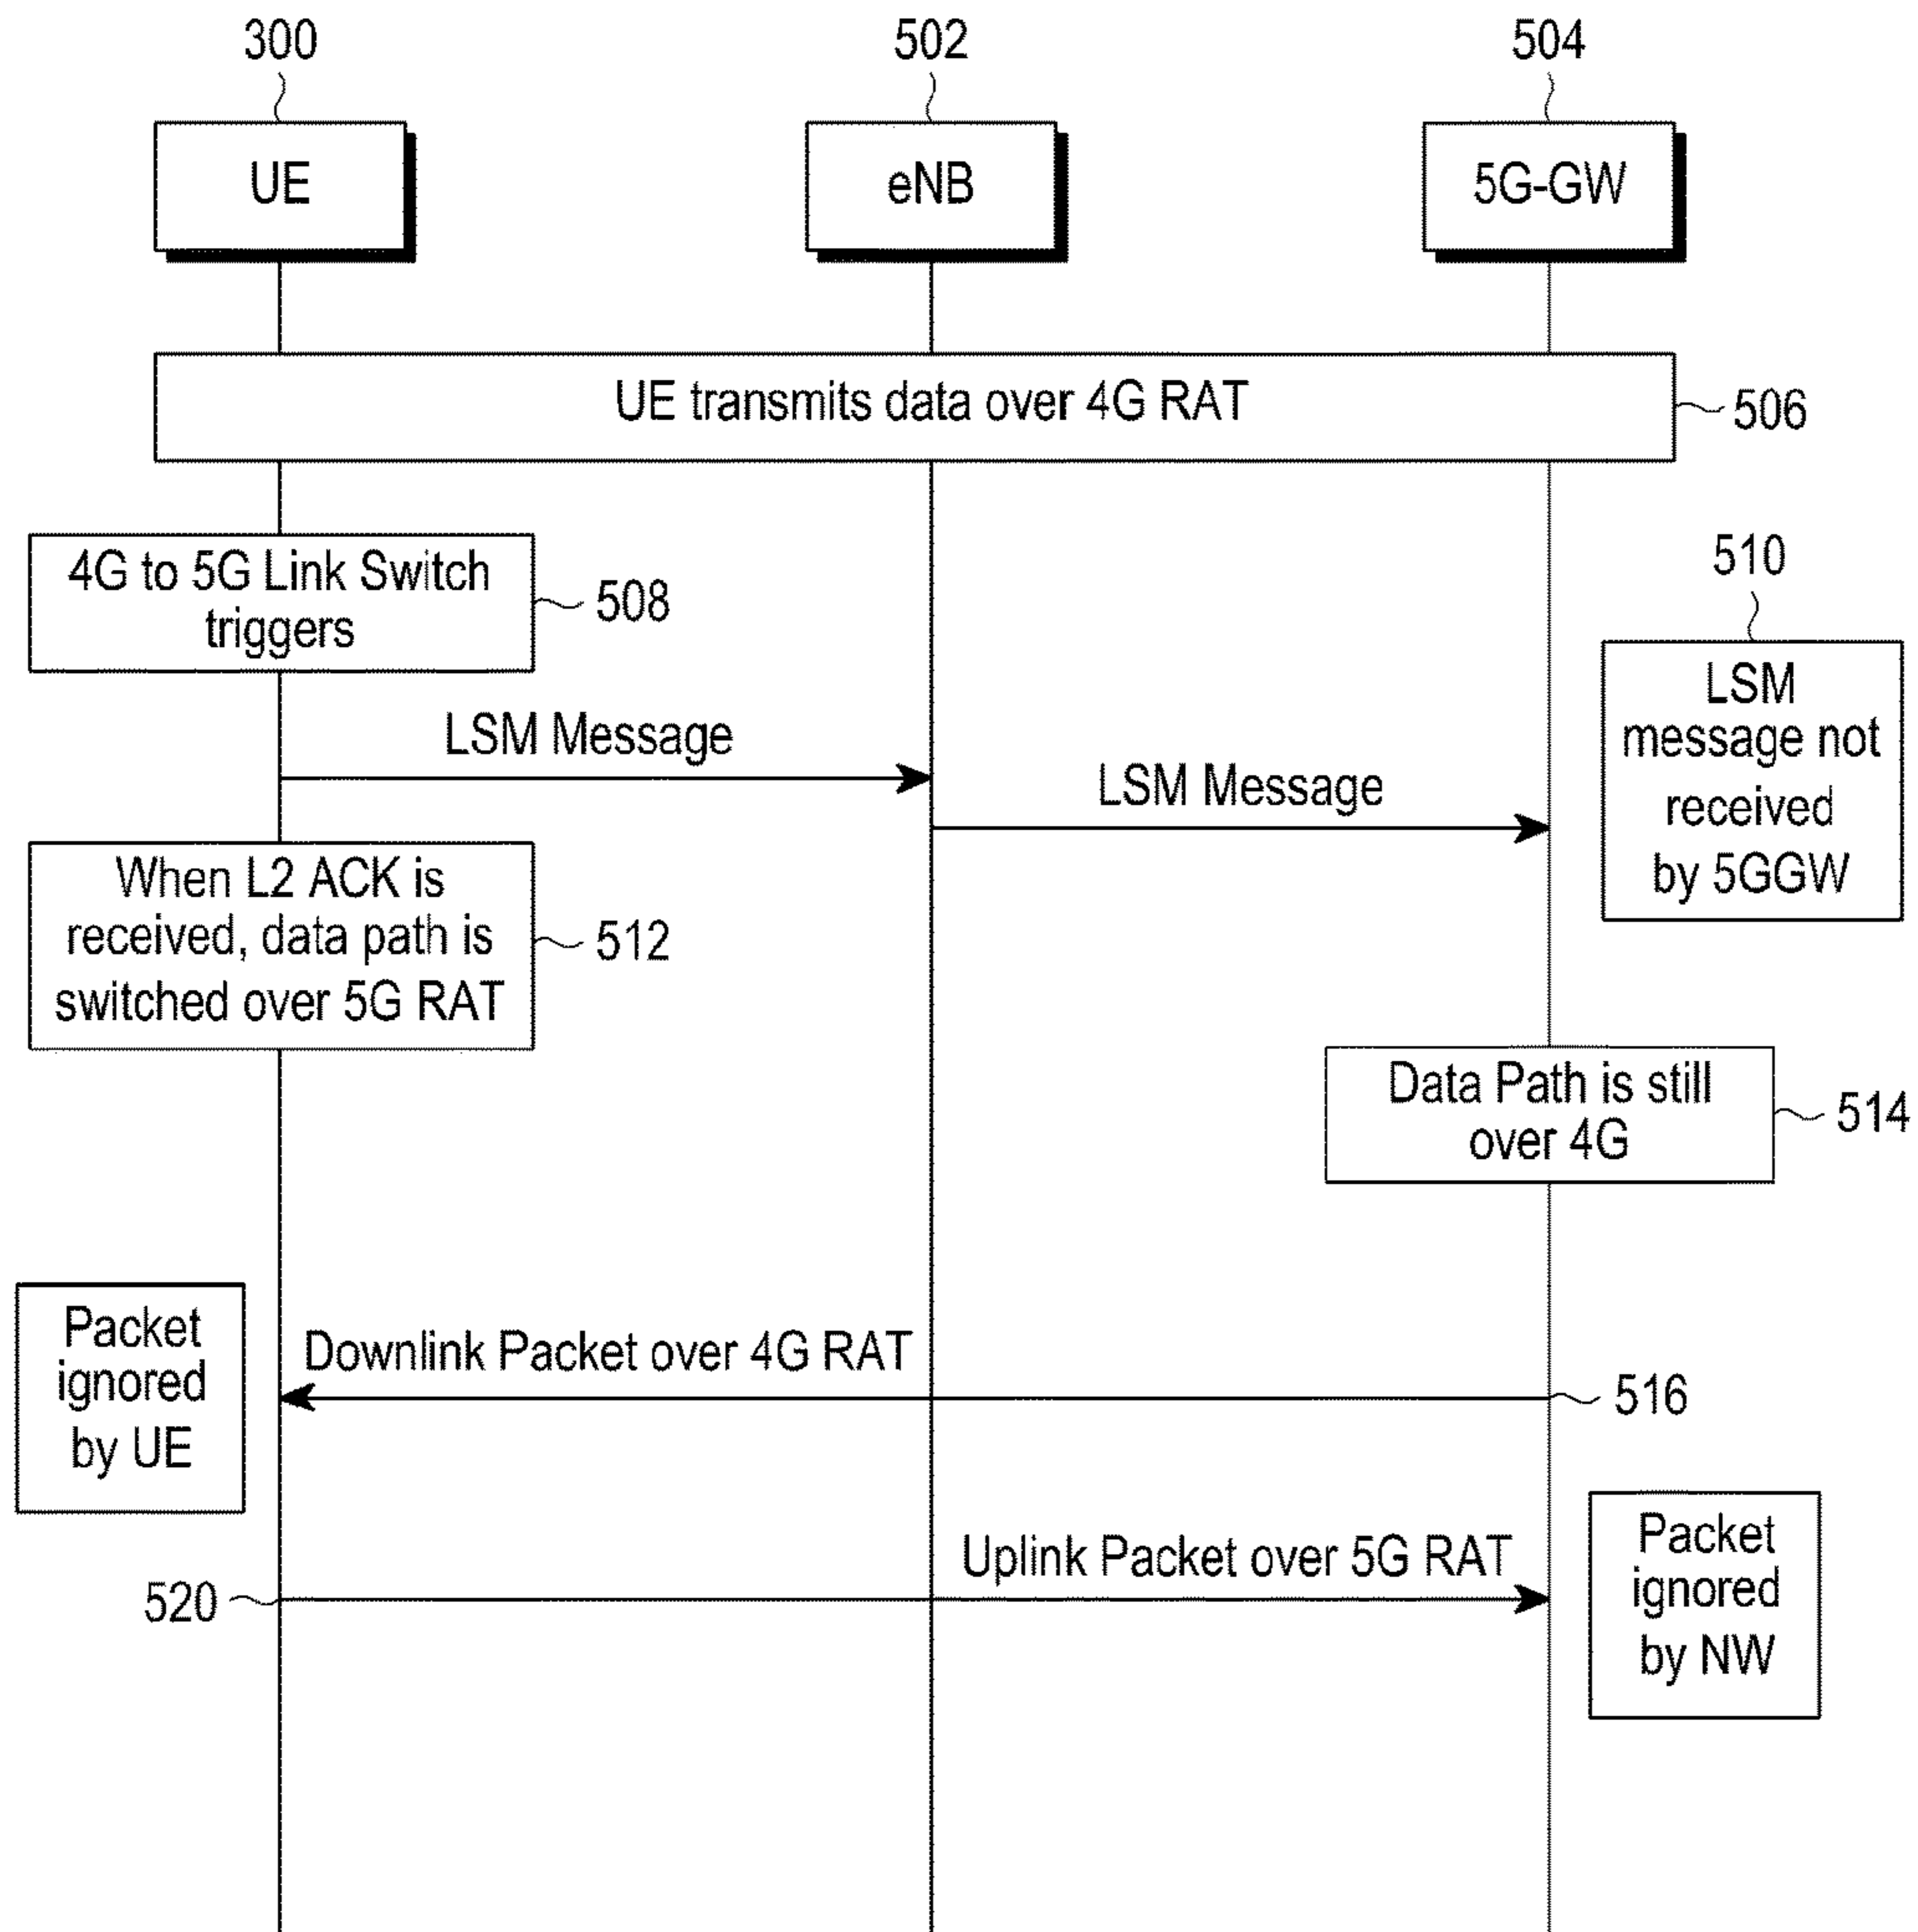 300
502
504
UE
eNB
5G-GW
UE transmits data over 4G RAT
506
4G to 5G Link Switch
triggers
508
510
LSM
message not
received
by 5GGW
LSM Message
LSM Message
When L2 ACK is
received, data path is
switched over 5G RAT
512
Data Path is still
over 4G
514
Packet
ignored
by UE
Downlink Packet over 4G RAT
516
Uplink Packet over 5G RAT
520
Packet
ignored
by NW